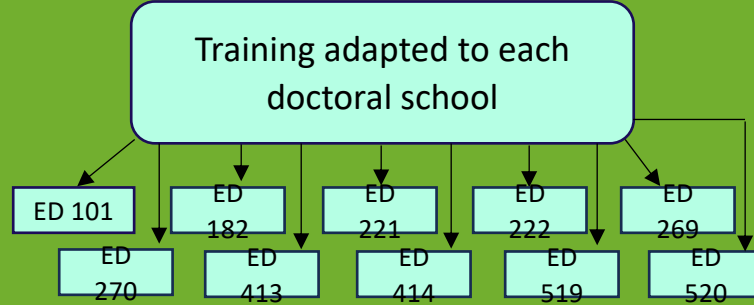 Training adapted to each
doctoral school
ED 101
ED
182
ED
221
ED
222
ED
269
ED
270
ED
413
ED
414
ED
519
ED
520